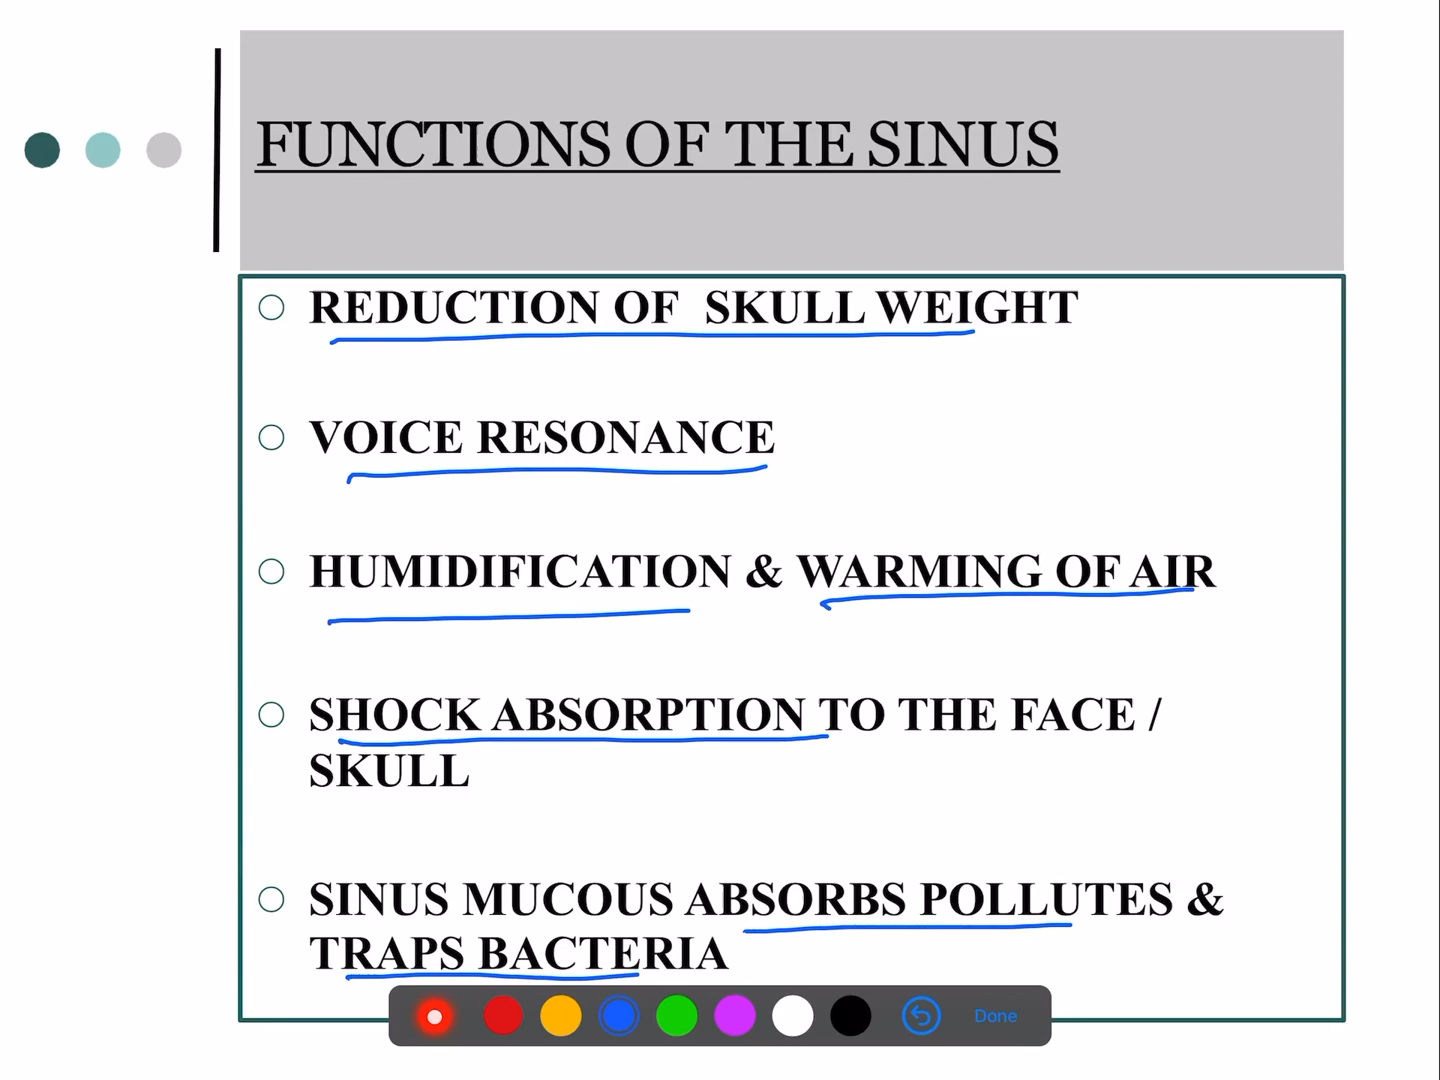 FUNCTIONS OF THE SINUS
REDUCTION OF SKULL WEIGHT
VOICE RESONANCE
HUMIDIFICATION & WARMING OF AIR
SHOCK ABSORPTION TO THE FACE /
SKULL
SINUS MUCOUS ABSORBS POLLUTES &
TRAPS BACTERIA
Done